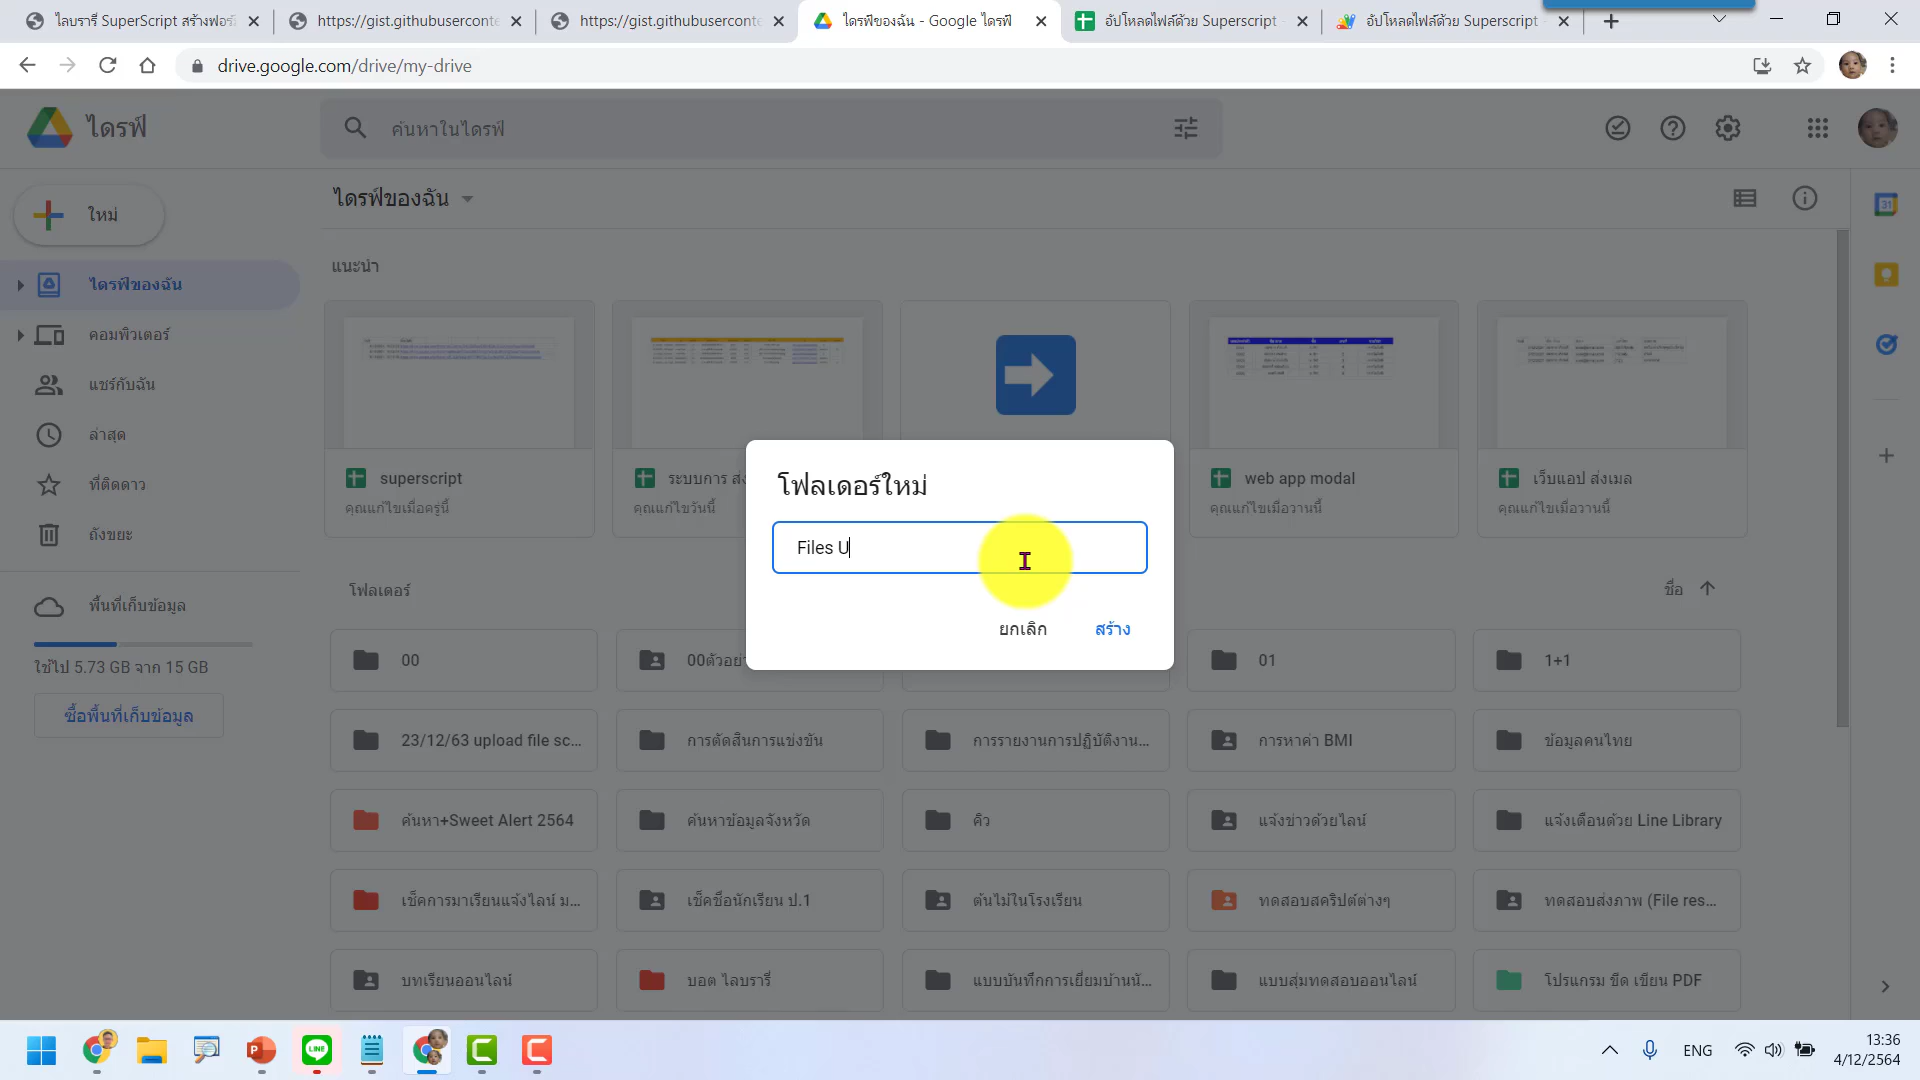 ไลบรารี SuperScript สร้างฟอร์ม
https://gist.githubuserconte
https://gist.githubuserconte
ไดรฟ์ของฉัน - Google ไดรฟ์
อัปโหลดไฟล์ด้วย Superscript
อัปโหลดไฟล์ด้วย Superscript
drive.google.com/drive/my-drive
ไดรฟ์
ค้นหาในไดรฟ์
ใหม่
ไดรฟ์ของฉัน
คอมพิวเตอร์
แชร์กับฉัน
ล่าสุด
ที่ติดดาว
ถังขยะ
พื้นที่เก็บข้อมูล
ใช้ไป 5.73 GB จาก 15 GB
ซื้อพื้นที่เก็บข้อมูล
ไดรฟ์ของฉัน
แนะนำ
superscript
คุณแก้ไขเมื่อครู่นี้
ระบบการ ส่ง
คุณแก้ไขวันนี้
web app modal
คุณแก้ไขเมื่อวานนี้
เว็บแอป ส่งเมล
คุณแก้ไขเมื่อวานนี้
โฟลเดอร์ใหม่
Files U
ยกเลิก
สร้าง
โฟลเดอร์
ชื่อ
00
00ตัวอย่า
01
1+1
23/12/63 upload file sc...
การตัดสินการแข่งขัน
การรายงานการปฏิบัติงาน...
การหาค่า BMI
ข้อมูลคนไทย
ค้นหา+Sweet Alert 2564
ค้นหาข้อมูลจังหวัด
คิว
แจ้งข่าวด้วยไลน์
แจ้งเตือนด้วย Line Library
เช็คการมาเรียนแจ้งไลน์ ม...
เช็คชื่อนักเรียน ป.1
ต้นไม้ในโรงเรียน
ทดสอบสคริปต์ต่างๆ
ทดสอบส่งภาพ (File res...
บทเรียนออนไลน์
บอต ไลบรารี่
แบบบันทึกการเยี่ยมบ้านนั...
แบบสุ่มทดสอบออนไลน์
โปรแกรม ขีด เขียน PDF
31
LINE
ENG
13:36
4/12/2564